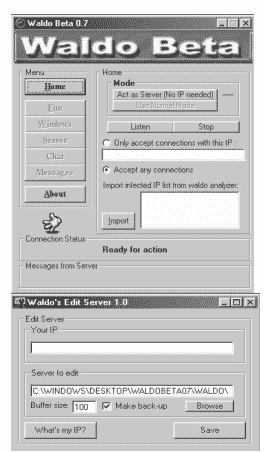 Waldo Beta 0.7
Waldo Beta
Menu
Home
Fun
Windows
Server
Chat
Messages
About
Home
Mode
Act as Server (No IP needed)
Use Normal Mode
Listen
Stop
Only accept connections with this IP :
Accept any connections
Import infected IP list from waldo analyzer:
Import
Connection Status
Ready for action
Messages from Server
Waldo's Edit Server 1.0
Edit Server
Your IP
Server to edit
C:\WINDOWS\DESKTOP\WALDOBETA07\WALDO\
Buffer size: 100
Make back-up
Browse
What's my IP?
Save